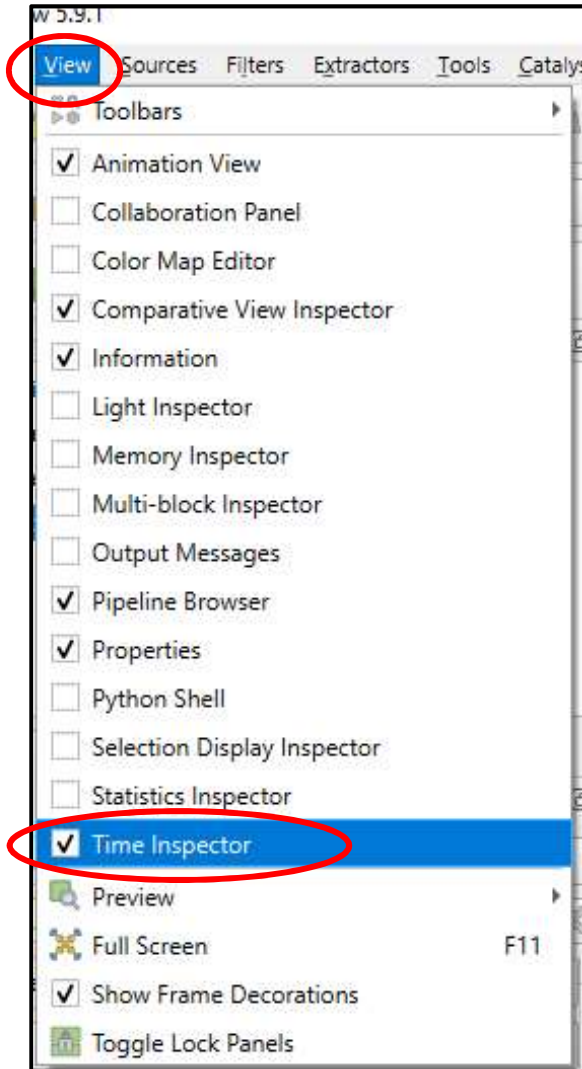 w 5.9.1
View Sources Filters Extractors Tools Cataly
Toolbars
Animation View
Collaboration Panel
Color Map Editor
Comparative View Inspector
Information
Light Inspector
Memory Inspector
Multi-block Inspector
Output Messages
Pipeline Browser
Properties
Python Shell
Selection Display Inspector
Statistics Inspector
Time Inspector
Preview
Full Screen F11
Show Frame Decorations
Toggle Lock Panels